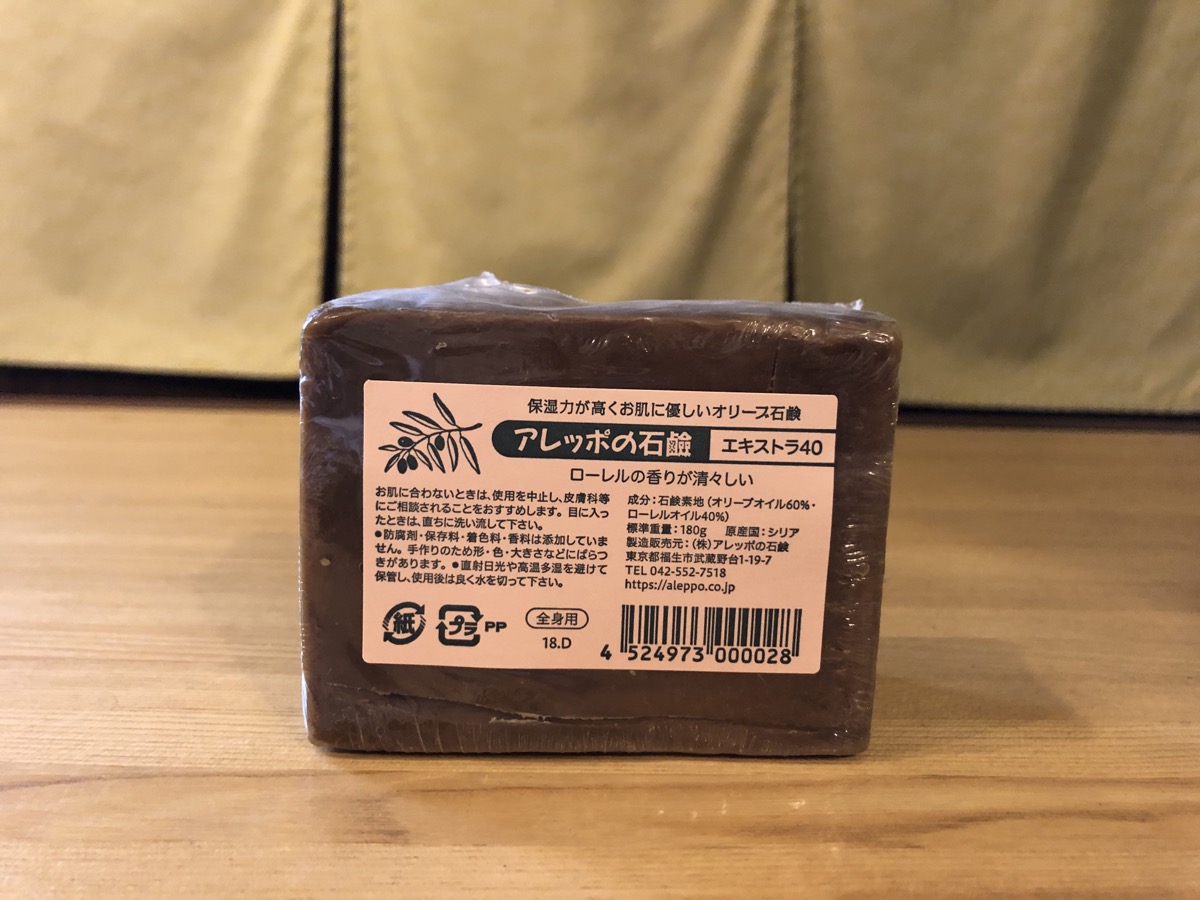 保湿力が高くお肌に優しいオリーブ石鹸
アレッポの石鹸 エキストラ40
ローレルの香りが清々しい
お肌に合わないときは、使用を中止し、皮膚科等
にご相談されることをおすすめします。目に入っ
たときは、直ちに洗い流して下さい。
●防腐剤・保存料・着色料・香料は添加していま
せん。手作りのため形・色・大きさなどにばらつ
きがあります。●直射日光や高温多湿を避けて
保管し、使用後は良く水を切って下さい。
成分：石鹸素地（オリーブオイル60%・
ローレルオイル40%）
標準重量：180g 原産国：シリア
製造販売元：（株）アレッポの石鹸
東京都福生市武蔵野台1-19-7
TEL 042-552-7518
https://aleppo.co.jp
紙 プラ PP 全身用
18.D
4 524973 000028